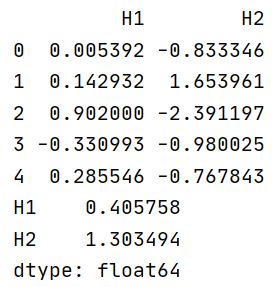 H1 H2
0 0.005392 -0.833346
1 0.142932 1.653961
2 0.902000 -2.391197
3 -0.330993 -0.980025
4 0.285546 -0.767843
H1 0.405758
H2 1.303494
dtype: float64